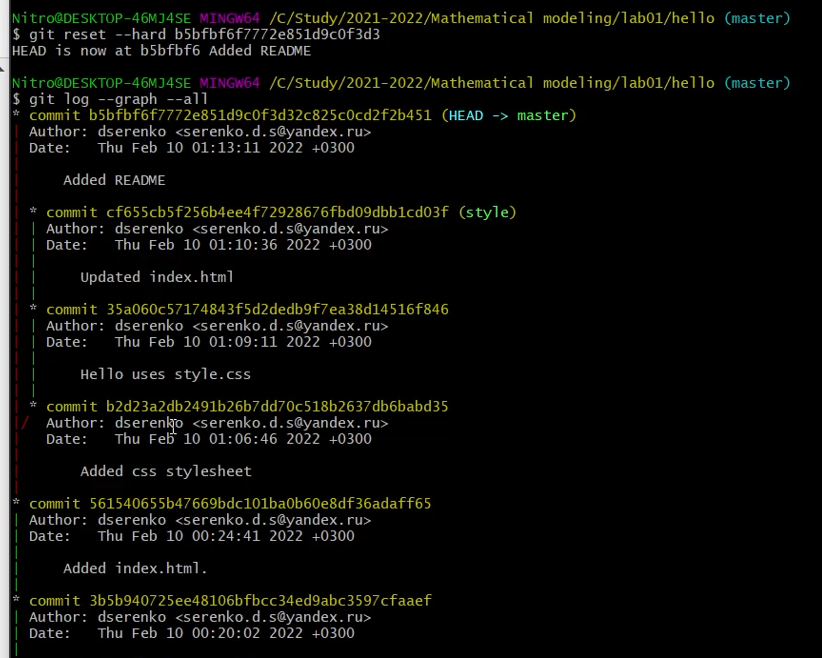 Nitro@DESKTOP-46MJ4SE MINGW64 /C/Study/2021-2022/Mathematical modeling/lab01/hello (master)
$ git reset --hard b5bfbf6f7772e851d9c0f3d3
HEAD is now at b5bfbf6 Added README
Nitro@DESKTOP-46MJ4SE MINGW64 /C/Study/2021-2022/Mathematical modeling/lab01/hello (master)
$ git log --graph --all
* commit b5bfbf6f7772e851d9c0f3d32c825c0cd2f2b451 (HEAD -> master)
| Author: dserenko <serenko.d.s@yandex.ru>
| Date:   Thu Feb 10 01:13:11 2022 +0300
|
|     Added README
|
| * commit cf655cb5f256b4ee4f72928676fbd09dbb1cd03f (style)
| | Author: dserenko <serenko.d.s@yandex.ru>
| | Date:   Thu Feb 10 01:10:36 2022 +0300
| |
| |     Updated index.html
| |
| * commit 35a060c57174843f5d2dedb9f7ea38d14516f846
| | Author: dserenko <serenko.d.s@yandex.ru>
| | Date:   Thu Feb 10 01:09:11 2022 +0300
| |
| |     Hello uses style.css
| |
| * commit b2d23a2db2491b26b7dd70c518b2637db6babd35
|/  Author: dserenko <serenko.d.s@yandex.ru>
|   Date:   Thu Feb 10 01:06:46 2022 +0300
|
|       Added css stylesheet
|
* commit 561540655b47669bdc101ba0b60e8df36adaff65
| Author: dserenko <serenko.d.s@yandex.ru>
| Date:   Thu Feb 10 00:24:41 2022 +0300
|
|     Added index.html.
|
* commit 3b5b940725ee48106bfbcc34ed9abc3597cfaaef
| Author: dserenko <serenko.d.s@yandex.ru>
| Date:   Thu Feb 10 00:20:02 2022 +0300
|